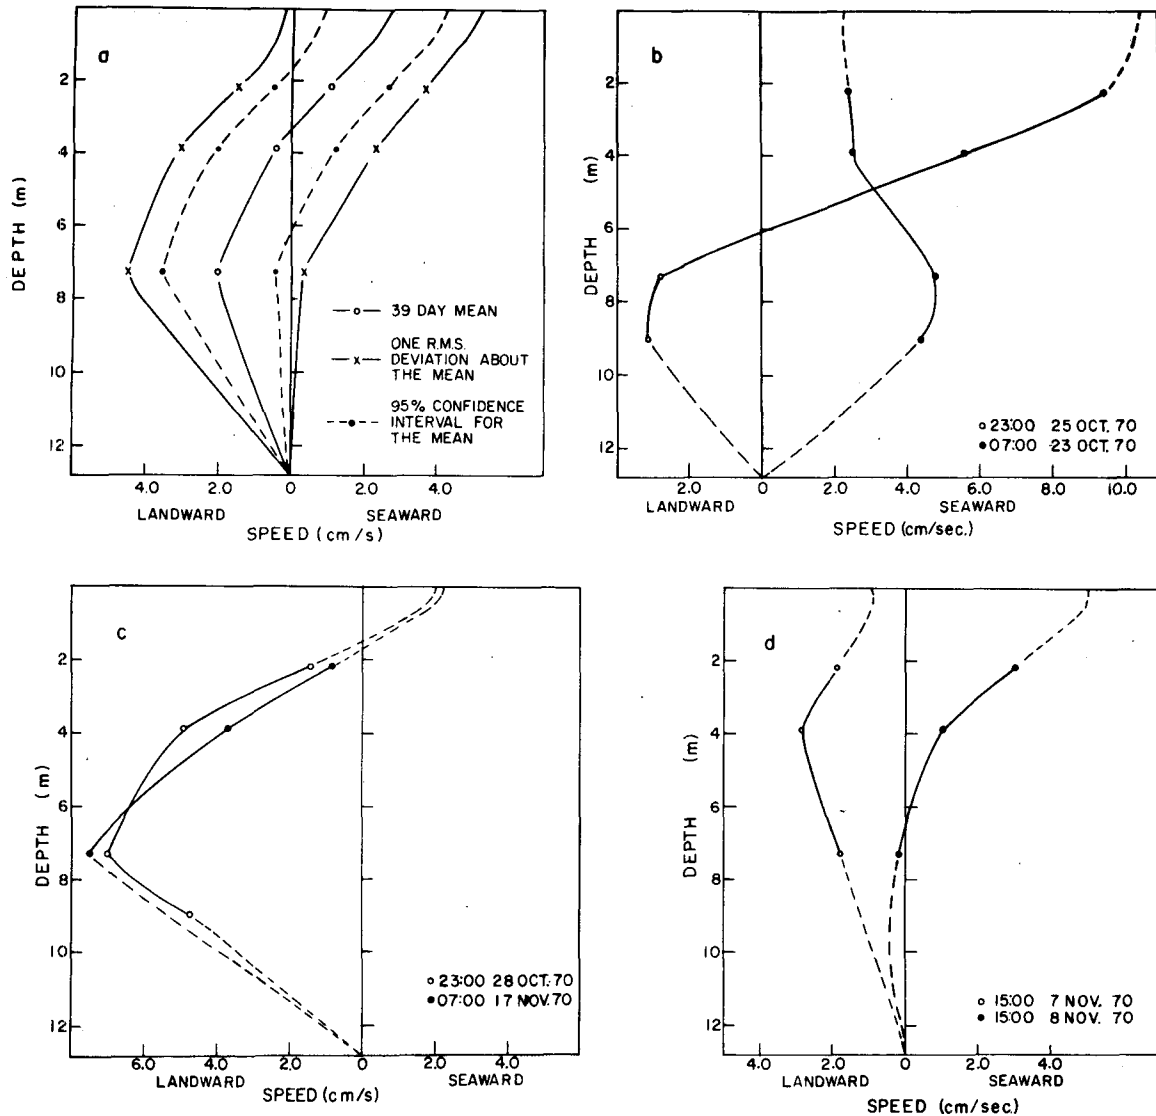 a
DEPTH (m)
2
4
6
8
10
12
39 DAY MEAN
ONE R.M.S.
DEVIATION ABOUT
THE MEAN
95% CONFIDENCE
INTERVAL FOR
THE MEAN
4.0 2.0 0 2.0 4.0
LANDWARD SEAWARD
SPEED (cm/s)
b
DEPTH (m)
2
4
6
8
10
12
23:00 25 OCT. 70
07:00 23 OCT. 70
2.0 0 2.0 4.0 6.0 8.0 10.0
LANDWARD SEAWARD
SPEED (cm/sec.)
c
DEPTH (m)
2
4
6
8
10
12
23:00 28 OCT. 70
07:00 17 NOV. 70
6.0 4.0 2.0 0 2.0 4.0
LANDWARD SEAWARD
SPEED (cm/s)
d
DEPTH (m)
2
4
6
8
10
12
15:00 7 NOV. 70
15:00 8 NOV. 70
4.0 2.0 0 2.0 4.0
LANDWARD SEAWARD
SPEED (cm/sec.)